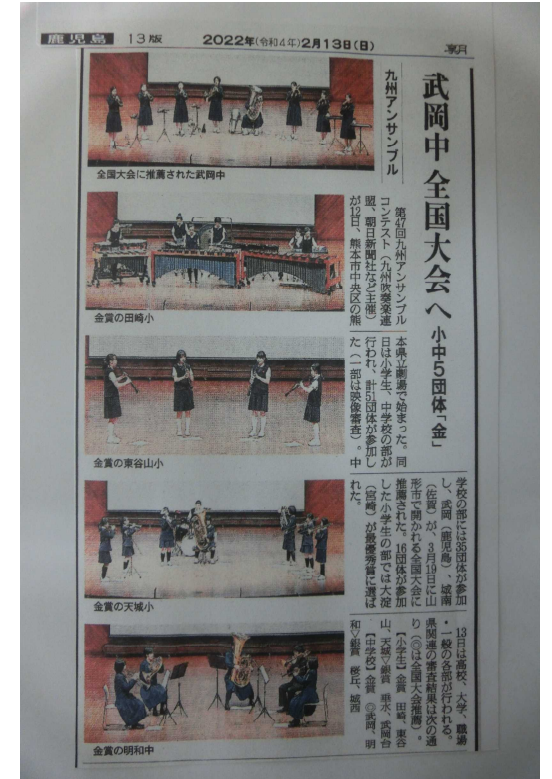 鹿児島 13版 2022年(令和4年)2月13日(日) 朝
武岡中 全国大会へ 小中5団体「金」
九州アンサンブル
全国大会に推薦された武岡中
金賞の田崎小
金賞の東谷山小
金賞の天城小
金賞の明和中
第47回九州アンサンブル
コンテスト(九州吹奏楽連
盟、朝日新聞社など主催)
が12日、熊本市中央区の熊
本県立劇場で始まった。同
日は小学生、中学校の部が
行われ、計51団体が参加し
た(一部は映像審査)。中
学校の部には35団体が参加
し、武岡(鹿児島)、城南
(佐賀)が、3月19日に山
形市で開かれる全国大会に
推薦された。16団体が参加
した小学生の部では大淀
(宮崎)が最優秀賞に選ば
れた。
13日は高校、大学、職場
・一般の各部が行われる。
県関連の審査結果は次の通
り(◎は全国大会推薦)。
【小学生】金賞 田崎、東谷
山、天城▽銀賞 垂水、武岡台
【中学校】金賞 ◎武岡、明
和▽銀賞 桜丘、城西